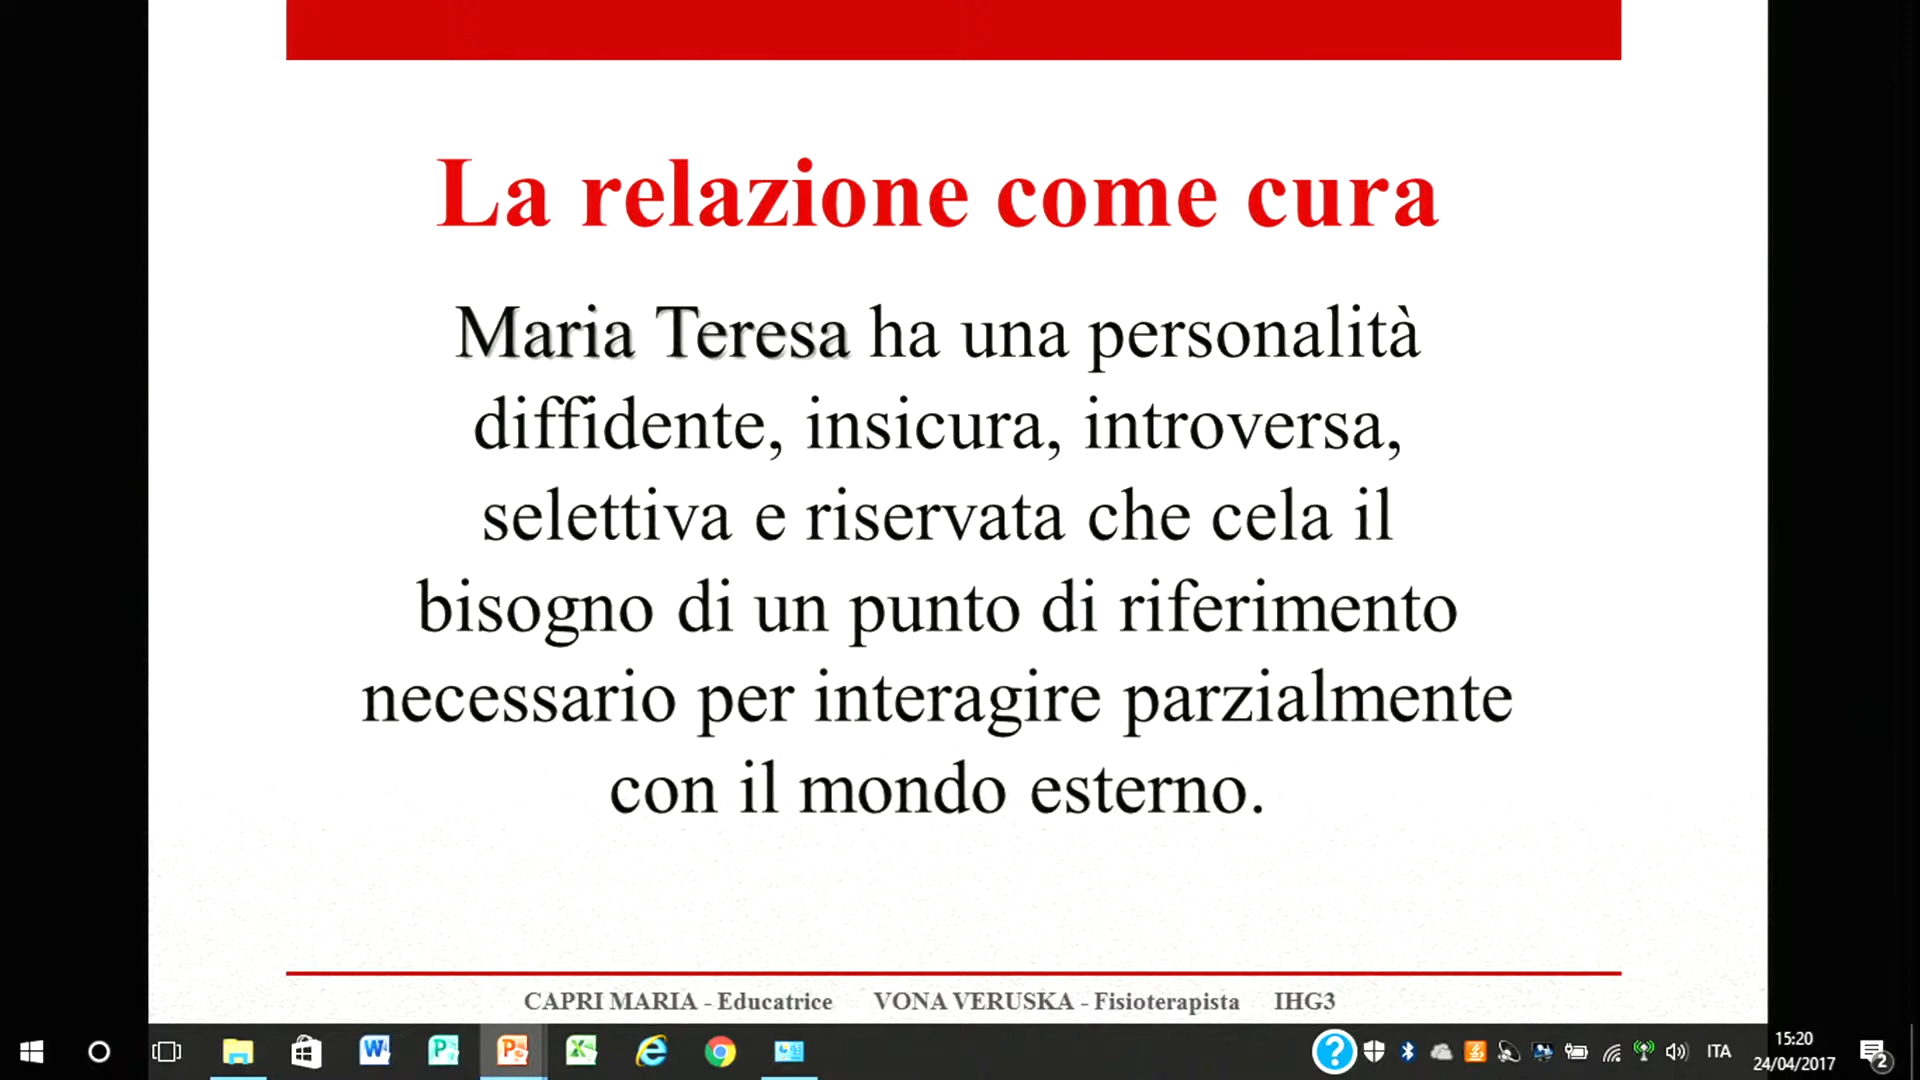 La relazione come cura
Maria Teresa ha una personalità
diffidente, insicura, introversa,
selettiva e riservata che cela il
bisogno di un punto di riferimento
necessario per interagire parzialmente
con il mondo esterno.
CAPRI MARIA - Educatrice VONA VERUSKA - Fisioterapista IHG3
ITA
15:20
24/04/2017
2